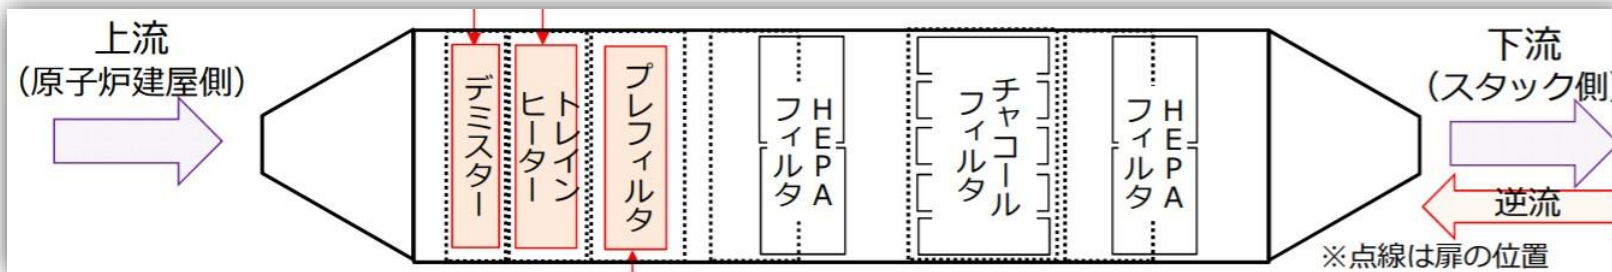 上流
（原子炉建屋側）
デミスター
トレイン
ヒーター
プレフィルタ
HEPA
フィルタ
チャコール
フィルタ
HEPA
フィルタ
下流
（スタック側）
逆流
※点線は扉の位置